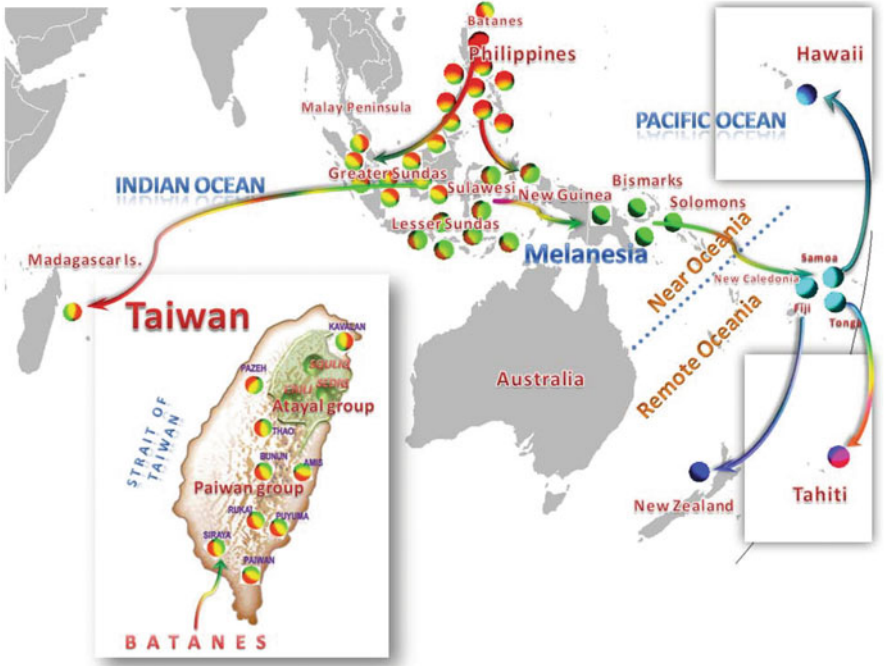 Batanes
Philippines
Hawaii
Malay Peninsula
PACIFIC OCEAN
Greater Sundas
INDIAN OCEAN
Sulawesi
New Guinea
Bismarks
Solomons
Lesser Sundas
Melanesia
Near Oceania
Remote Oceania
Samoa
New Caledonia
Fiji
Tonga
Madagascar Is.
Taiwan
KAVALAN
SQULIQ
PAZEH
SEDIQ
Atayal group
STRAIT OF
TAIWAN
THAO
BUNUN
AMIS
Paiwan group
RUKAI
PUYUMA
SIRAYA
PAIWAN
BATANES
Australia
New Zealand
Tahiti